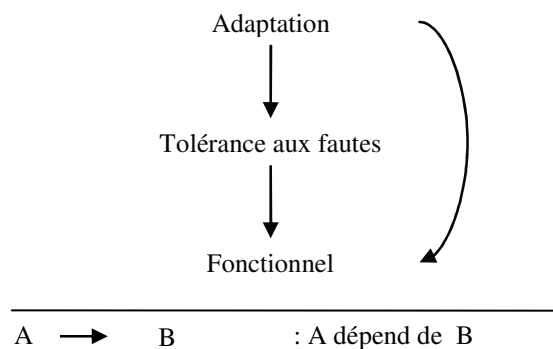 Adaptation
Tolérance aux fautes
Fonctionnel
A → B : A dépend de B